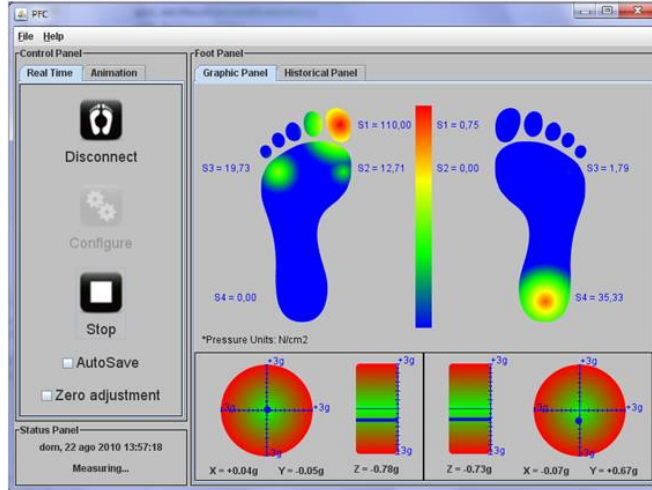 PFC
File Help
Control Panel
Real Time Animation
Disconnect
Configure
Stop
AutoSave
Zero adjustment
Status Panel
dom, 22 ago 2010 13:57:18
Measuring...
Foot Panel
Graphic Panel Historical Panel
S1 = 110,00 S1 = 0,75
S3 = 19,73 S2 = 12,71 S2 = 0,00 S3 = 1,79
S4 = 0,00 S4 = 35,33
*Pressure Units: N/cm2
+3g +3g +3g +3g
+3g +3g +3g +3g
+3g +3g
X = +0.04g Y = -0.05g Z = -0.78g Z = -0.73g X = -0.07g Y = +0.67g